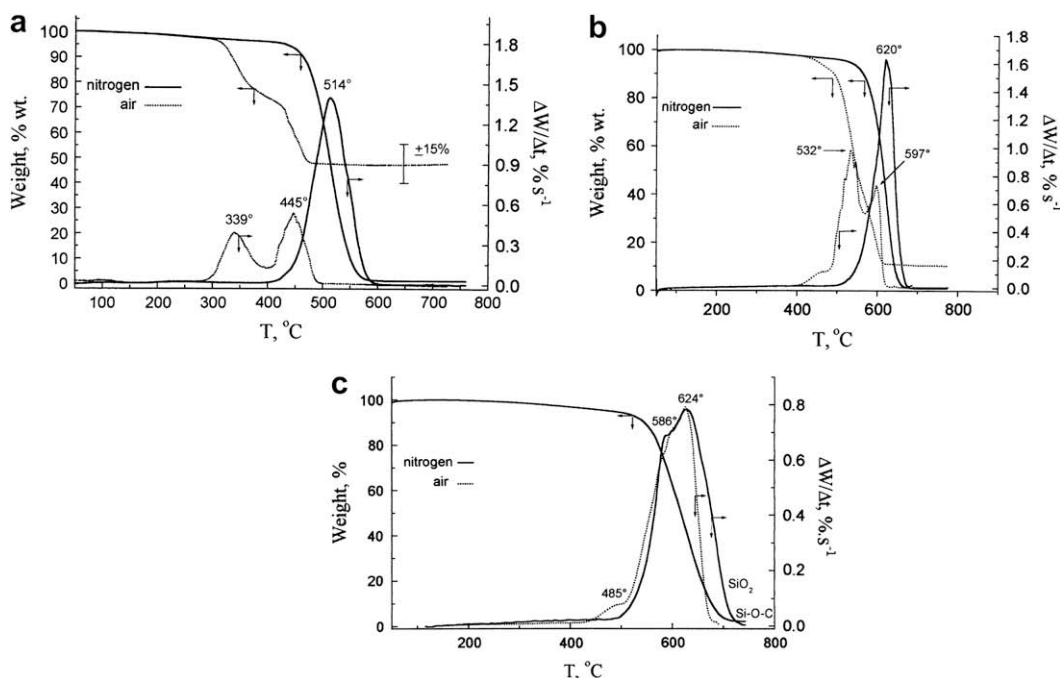 a
100
90
80
70
60
50
40
30
20
10
0
Weight, % wt.
nitrogen
air
339°
445°
514°
±15%
1.8
1.5
1.2
0.9
0.6
0.3
0.0
ΔW/Δt, % s⁻¹
100 200 300 400 500 600 700 800
T, °C
b
100
80
60
40
20
0
Weight, % wt.
nitrogen
air
532°
620°
597°
1.8
1.6
1.4
1.2
1.0
0.8
0.6
0.4
0.2
0.0
ΔW/Δt, % s⁻¹
200 400 600 800
T, °C
c
100
80
60
40
20
0
Weight, %
nitrogen
air
485°
586°
624°
SiO₂
Si-O-C
0.8
0.6
0.4
0.2
0.0
ΔW/Δt, %.s⁻¹
200 400 600 800
T, °C